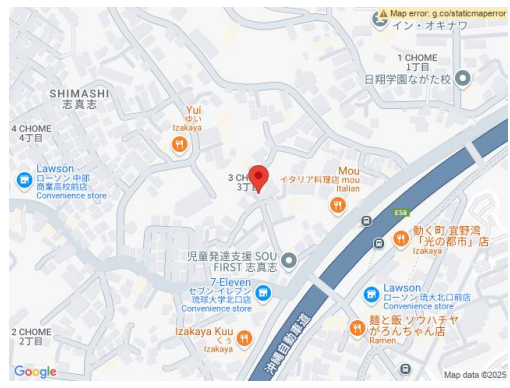 Map error: g.co/staticmaperror
イン・オキナワ
1 CHOME
1丁目
日翔学園ながた校
SHIMASHI
志真志
Yui
ゆい
Izakaya
4 CHOME
4丁目
Lawson
ローソン 中部
商業高校前店
Convenience store
3 CHOME
3丁目
Mou
イタリア料理店 mou
Italian
E58
動く町 宜野湾
「光の都市」店
Izakaya
児童発達支援 SOU
FIRST 志真志
7-Eleven
セブン-イレブン
琉球大学北口店
Convenience store
Lawson
ローソン 琉大北口前店
Convenience store
2 CHOME
2丁目
Izakaya Kuu
くぅ
Izakaya
麺と飯 ソウハチヤ
がろんちゃん店
Ramen
沖縄自動車道
Google
Map data ©2025